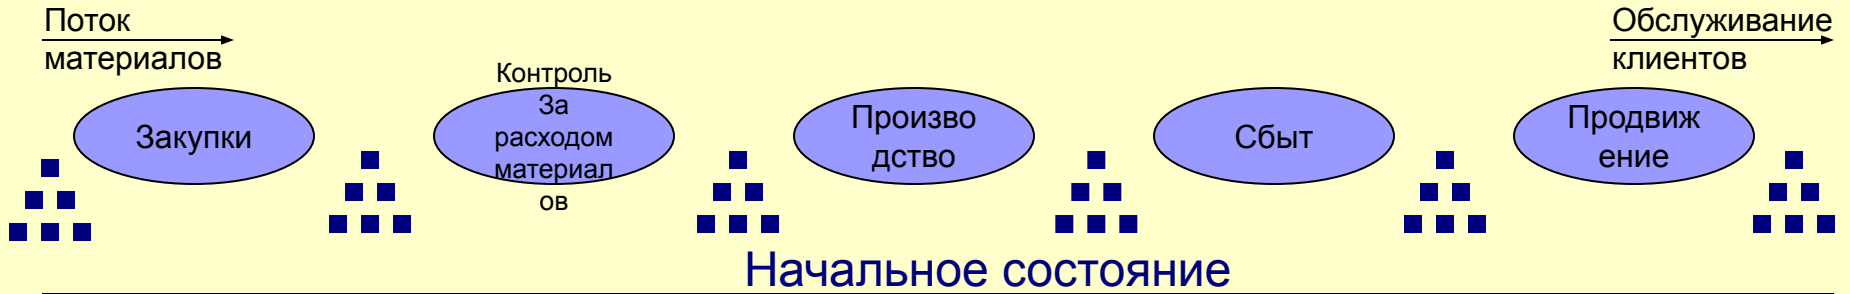 Поток
материалов
Обслуживание
клиентов
Закупки
Контроль
За
расходом
материал
ов
Произво
дство
Сбыт
Продвиж
ение
Начальное состояние